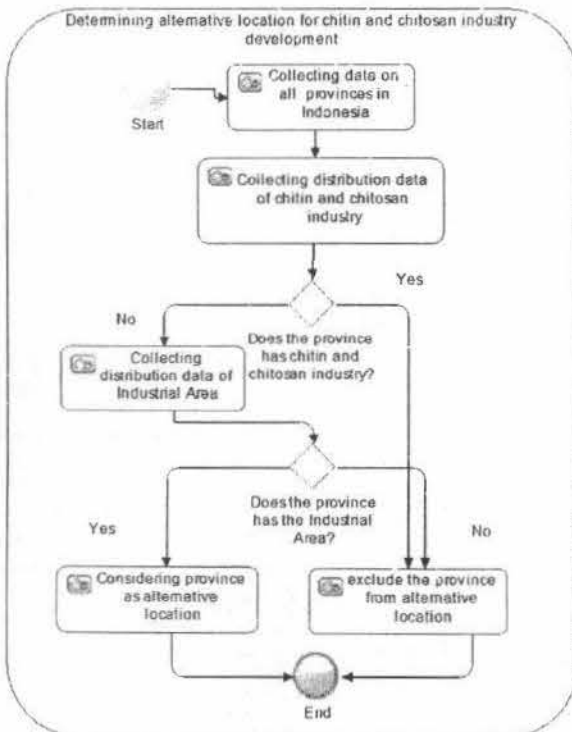 Determining alternative location for chitin and chitosan industry
development
Collecting data on
all provinces in
Indonesia
Start
Collecting distribution data
of chitin and chitosan
industry
Yes
No
Does the province
has chitin and
chitosan industry?
Collecting
distribution data of
Industrial Area
Does the province
has the Industrial
Area?
Yes
No
Considering province
as alternative
location
exclude the province
from alternative
location
End